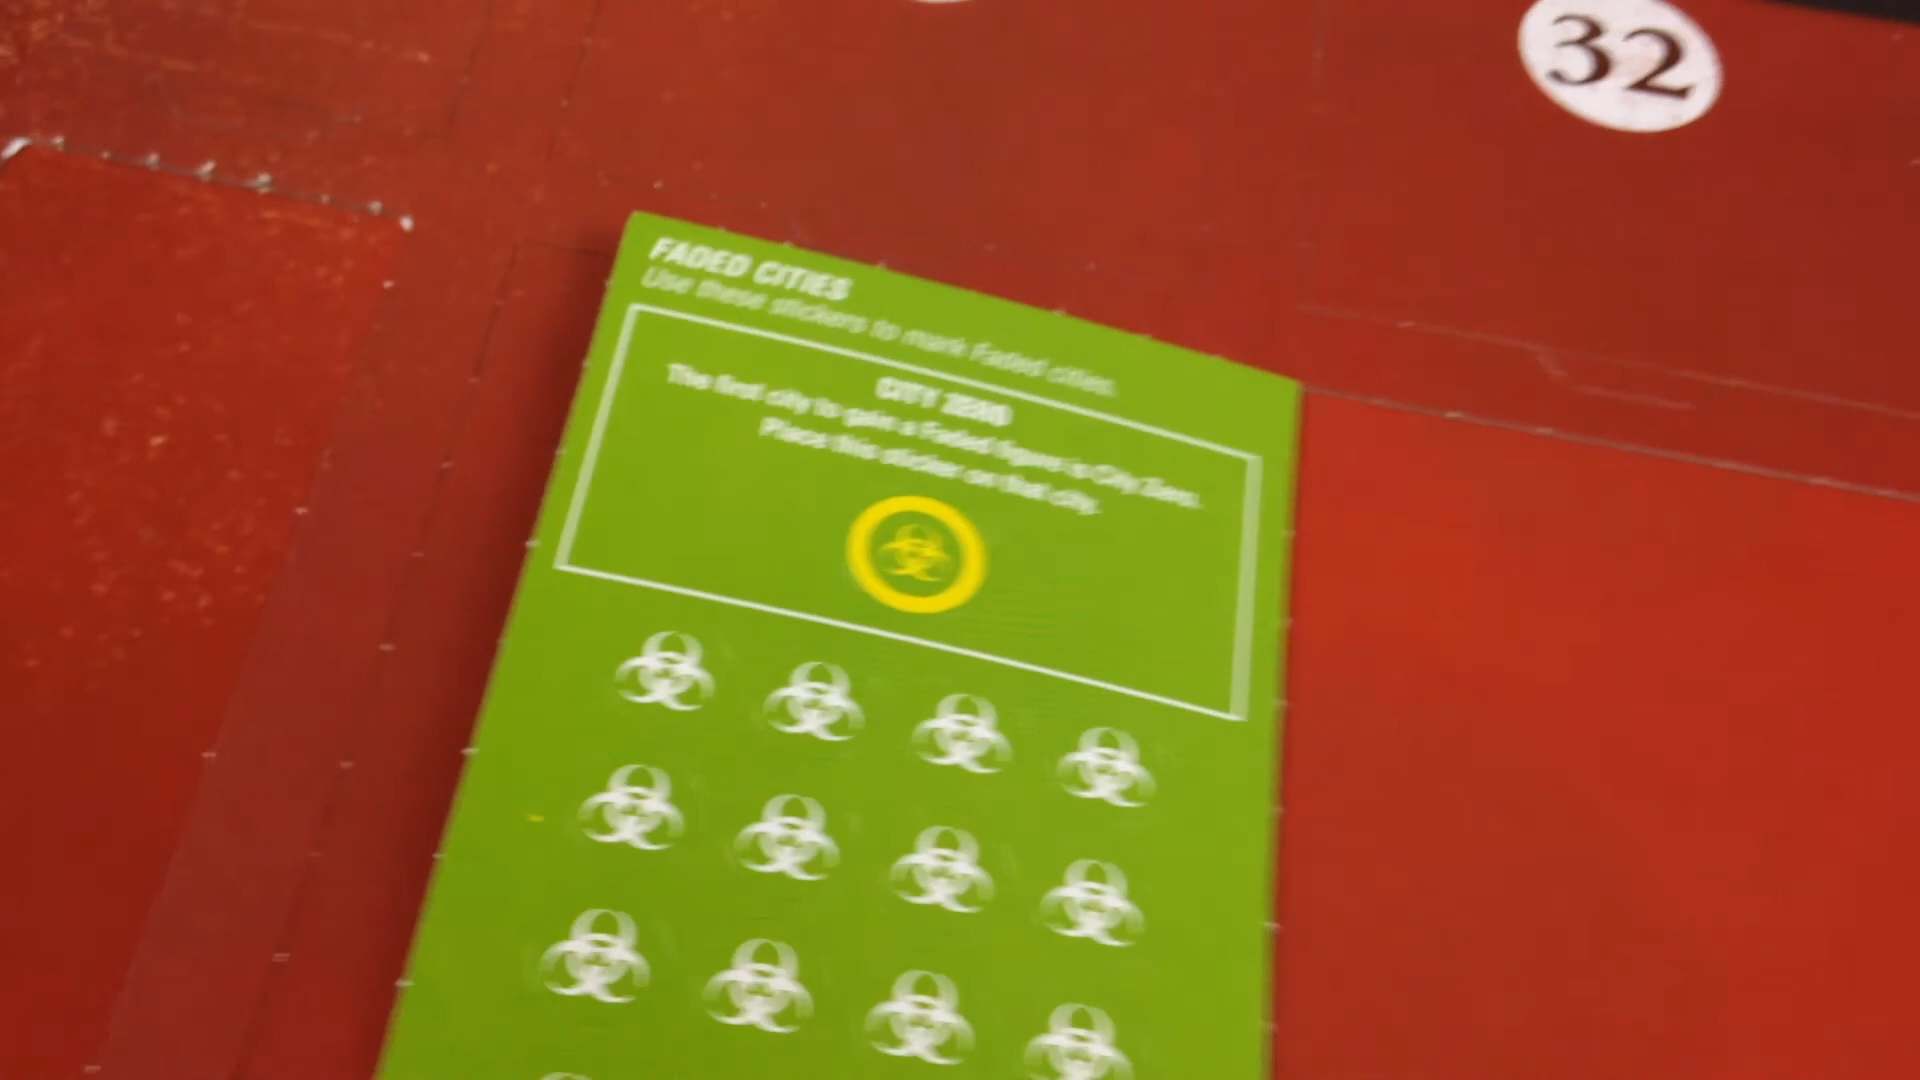 32
FADED CITIES
Use these stickers to mark Faded cities.
CITY ZERO
The first city to gain a Faded figure is City Zero.
Place this sticker on that city.